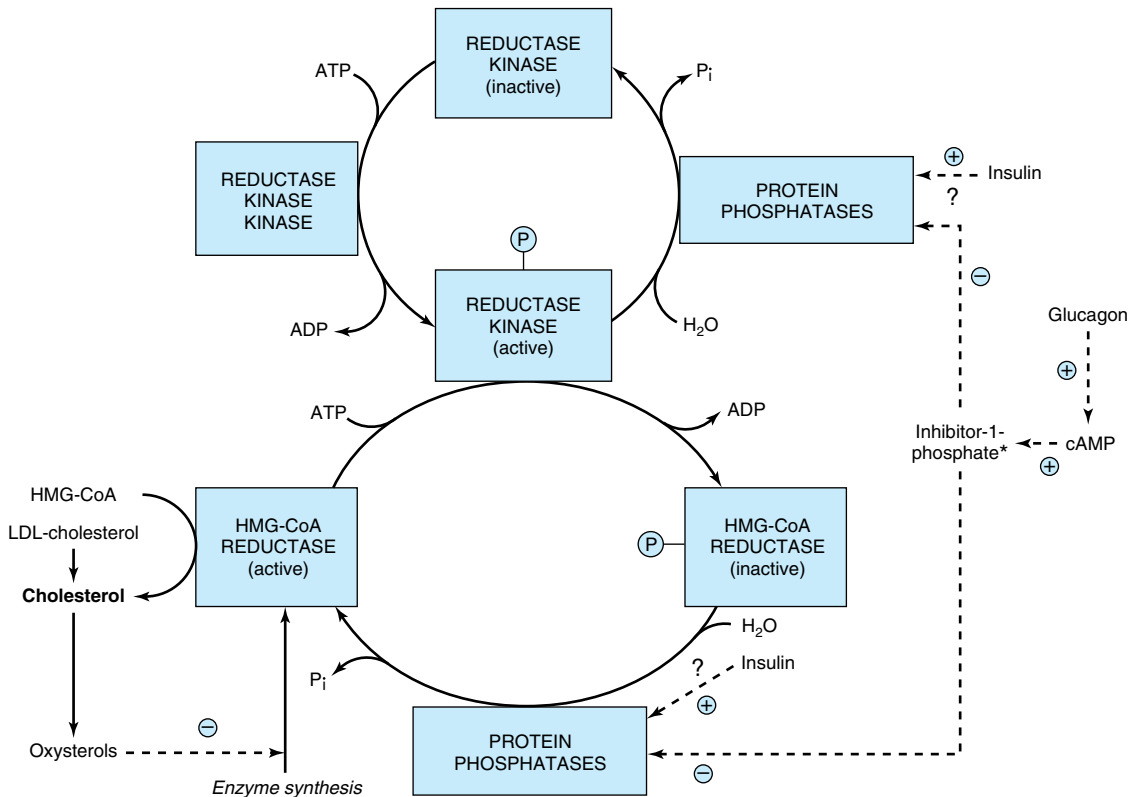 REDUCTASE
KINASE
(inactive)
ATP
Pi
REDUCTASE
KINASE
KINASE
PROTEIN
PHOSPHATASES
+
Insulin
?
P
−
REDUCTASE
KINASE
(active)
ADP
H2O
Glucagon
+
ATP
ADP
Inhibitor-1-
phosphate*
cAMP
+
HMG-CoA
LDL-cholesterol
Cholesterol
HMG-CoA
REDUCTASE
(active)
P
HMG-CoA
REDUCTASE
(inactive)
H2O
Pi
?
Insulin
+
Oxysterols
−
PROTEIN
PHOSPHATASES
−
Enzyme synthesis